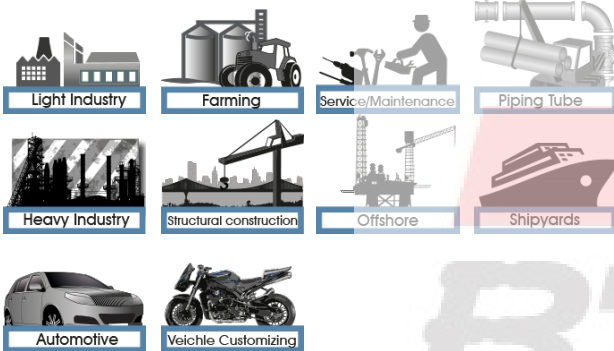 Light Industry
Farming
Service/Maintenance
Piping Tube
Heavy Industry
Structural construction
Offshore
Shipyards
Automotive
Veichle Customizing